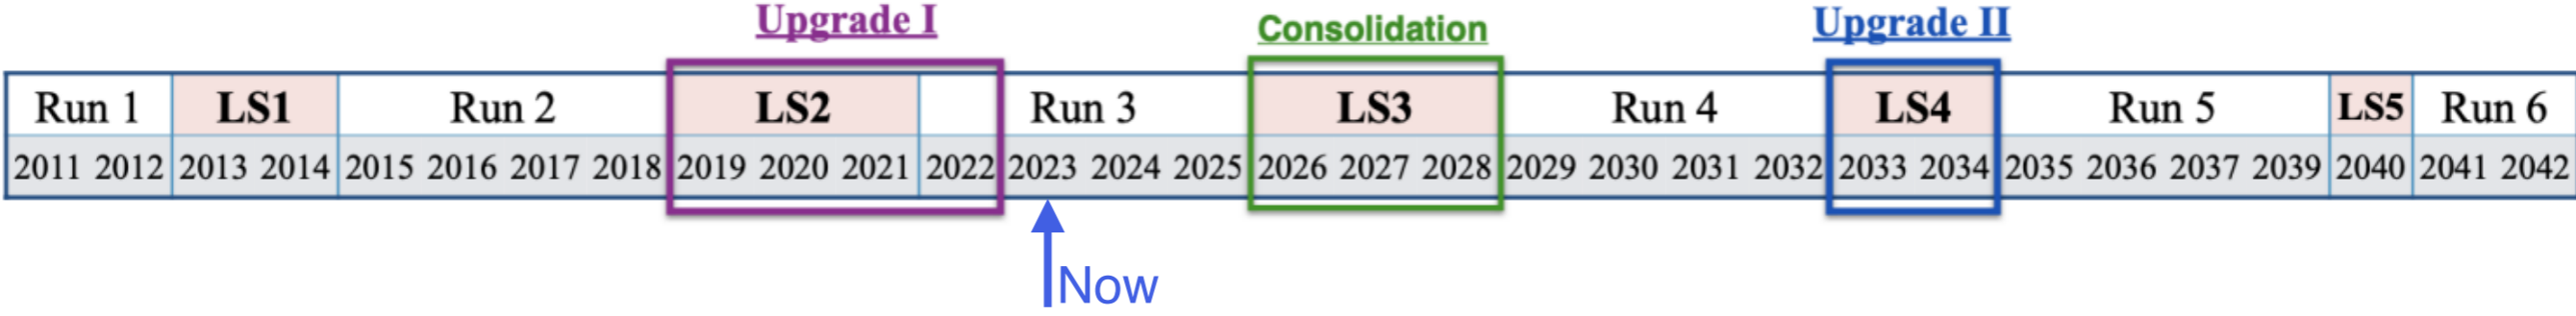 Upgrade I Consolidation Upgrade II
Run 1 LS1 Run 2 LS2 Run 3 LS3 Run 4 LS4 Run 5 LS5 Run 6
2011 2012 2013 2014 2015 2016 2017 2018 2019 2020 2021 2022 2023 2024 2025 2026 2027 2028 2029 2030 2031 2032 2033 2034 2035 2036 2037 2039 2040 2041 2042
Now